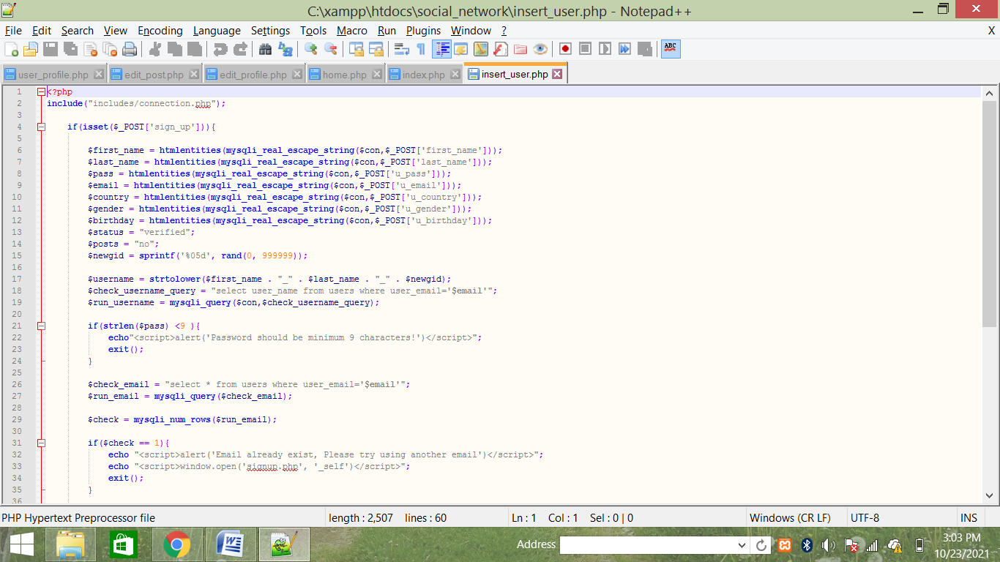 C:\xampp\htdocs\social_network\insert_user.php - Notepad++
File Edit Search View Encoding Language Settings Tools Macro Run Plugins Window ? X
ABC
user_profile.php edit_post.php edit_profile.php home.php index.php insert_user.php
1 <?php
2 include("includes/connection.php");
3
4 if(isset($_POST['sign_up'])){
5
6 $first_name = htmlentities(mysqli_real_escape_string($con,$_POST['first_name']));
7 $last_name = htmlentities(mysqli_real_escape_string($con,$_POST['last_name']));
8 $pass = htmlentities(mysqli_real_escape_string($con,$_POST['u_pass']));
9 $email = htmlentities(mysqli_real_escape_string($con,$_POST['u_email']));
10 $country = htmlentities(mysqli_real_escape_string($con,$_POST['u_country']));
11 $gender = htmlentities(mysqli_real_escape_string($con,$_POST['u_gender']));
12 $birthday = htmlentities(mysqli_real_escape_string($con,$_POST['u_birthday']));
13 $status = "verified";
14 $posts = "no";
15 $newgid = sprintf('%05d', rand(0, 999999));
16
17 $username = strtolower($first_name . "_" . $last_name . "_" . $newgid);
18 $check_username_query = "select user_name from users where user_email='$email'";
19 $run_username = mysqli_query($con,$check_username_query);
20
21 if(strlen($pass) <9 ){
22 echo"<script>alert('Password should be minimum 9 characters!')</script>";
23 exit();
24 }
25
26 $check_email = "select * from users where user_email='$email'";
27 $run_email = mysqli_query($check_email);
28
29 $check = mysqli_num_rows($run_email);
30
31 if($check == 1){
32 echo "<script>alert('Email already exist, Please try using another email')</script>";
33 echo "<script>window.open('signup.php', '_self')</script>";
34 exit();
35 }
36
PHP Hypertext Preprocessor file length : 2,507 lines : 60 Ln : 1 Col : 1 Sel : 0 | 0 Windows (CR LF) UTF-8 INS
Address
3:03 PM
10/23/2021